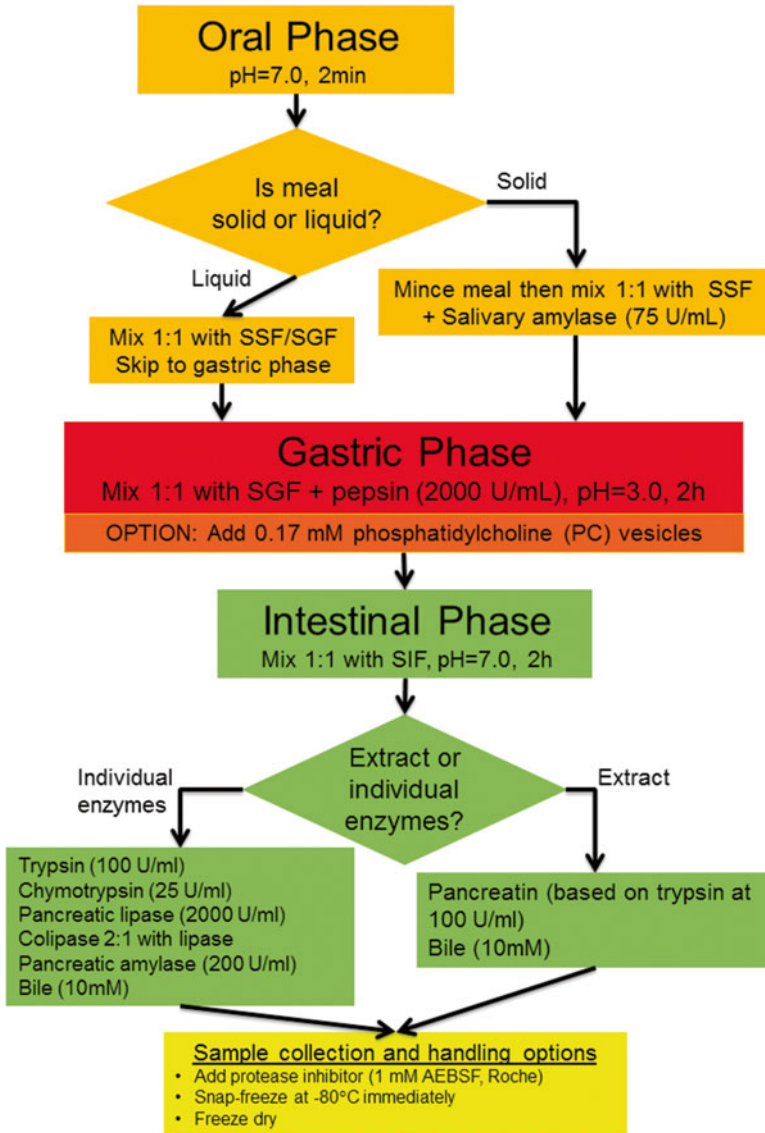 Oral Phase
pH=7.0, 2min
Is meal
solid or liquid?
Solid
Liquid
Mince meal then mix 1:1 with SSF
+ Salivary amylase (75 U/mL)
Mix 1:1 with SSF/SGF
Skip to gastric phase
Gastric Phase
Mix 1:1 with SGF + pepsin (2000 U/mL), pH=3.0, 2h
OPTION: Add 0.17 mM phosphatidylcholine (PC) vesicles
Intestinal Phase
Mix 1:1 with SIF, pH=7.0, 2h
Extract or
individual
enzymes?
Individual
enzymes
Extract
Trypsin (100 U/ml)
Chymotrypsin (25 U/ml)
Pancreatic lipase (2000 U/ml)
Colipase 2:1 with lipase
Pancreatic amylase (200 U/ml)
Bile (10mM)
Pancreatin (based on trypsin at
100 U/ml)
Bile (10mM)
Sample collection and handling options
• Add protease inhibitor (1 mM AEBSF, Roche)
• Snap-freeze at -80°C immediately
• Freeze dry